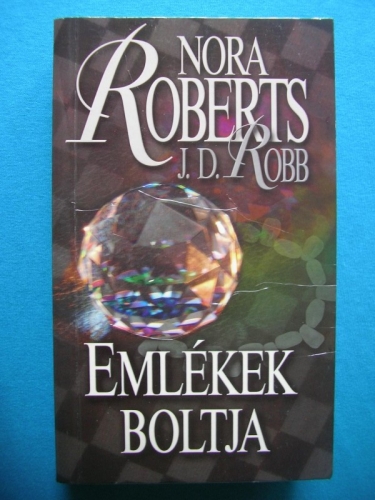 NORA
ROBERTS
J. D. ROBB
EMLÉKEK
BOLTJA